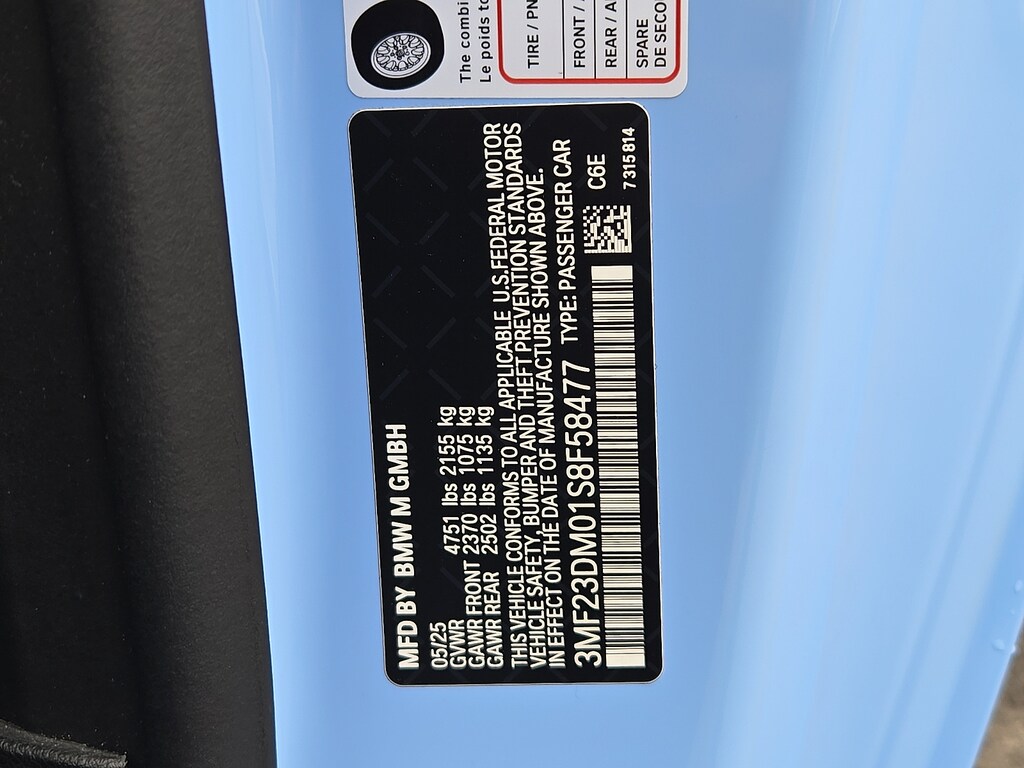 The combi
Le poids to
TIRE / PN
FRONT /
REAR / A
SPARE
DE SECO
MFD BY BMW M GMBH
05/25
GVWR 4751 lbs 2155 kg
GAWR FRONT 2370 lbs 1075 kg
GAWR REAR 2502 lbs 1135 kg
THIS VEHICLE CONFORMS TO ALL APPLICABLE U.S.FEDERAL MOTOR
VEHICLE SAFETY, BUMPER AND THEFT PREVENTION STANDARDS
IN EFFECT ON THE DATE OF MANUFACTURE SHOWN ABOVE.
3MF23DM01S8F58477 TYPE: PASSENGER CAR
C6E
7 315 814